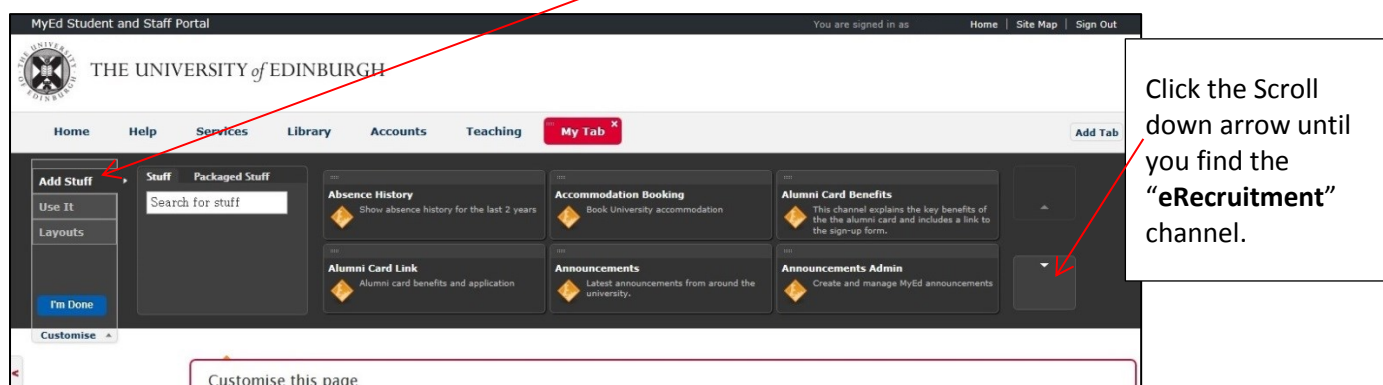 MyEd Student and Staff Portal
You are signed in as Home | Site Map | Sign Out
THE UNIVERSITY of EDINBURGH
THE UNIVERSITY OF EDINBURGH
Home Help Services Library Accounts Teaching My Tab x Add Tab
Add Stuff
Use It
Layouts
I'm Done
Customise
Stuff Packaged Stuff
Search for stuff
Absence History
Show absence history for the last 2 years
Accommodation Booking
Book University accommodation
Alumni Card Benefits
This channel explains the key benefits of
the the alumni card and includes a link to
the sign-up form.
Alumni Card Link
Alumni card benefits and application
Announcements
Latest announcements from around the
university.
Announcements Admin
Create and manage MyEd announcements
Customise this page
Click the Scroll
down arrow until
you find the
“eRecruitment”
channel.